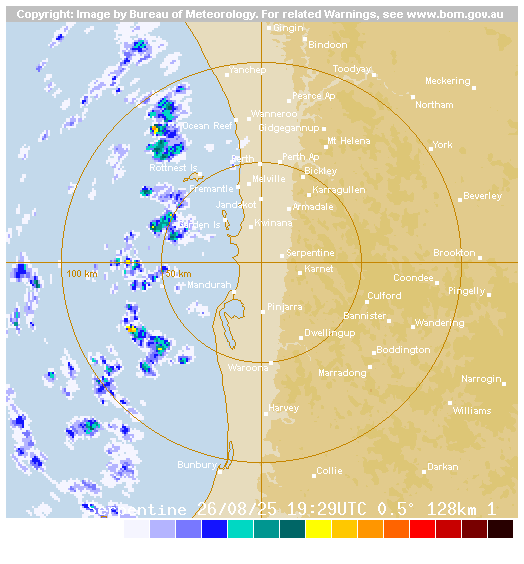 Copyright: Image by Bureau of Meteorology. For related Warnings, see www.bom.gov.au
Gingin
Bindoon
Yanchep
Toodyay
Meckering
Pearce Ap
Northam
Wanneroo
Ocean Reef
Gidgegannup
Mt Helena
York
Perth
Perth Ap
Rottnest Is
Bickley
Melville
Fremantle
Karragullen
Beverley
Jandakot
Armadale
Garden Is
Kwinana
Serpentine
Brookton
100 km
50 km
Karnet
Coondee
Mandurah
Pingelly
Culford
Pinjarra
Bannister
Wandering
Dwellingup
Boddington
Waroona
Marradong
Narrogin
Harvey
Williams
Bunbury
Collie
Darkan
Serpentine 26/08/25 19:29UTC 0.5° 128km 1